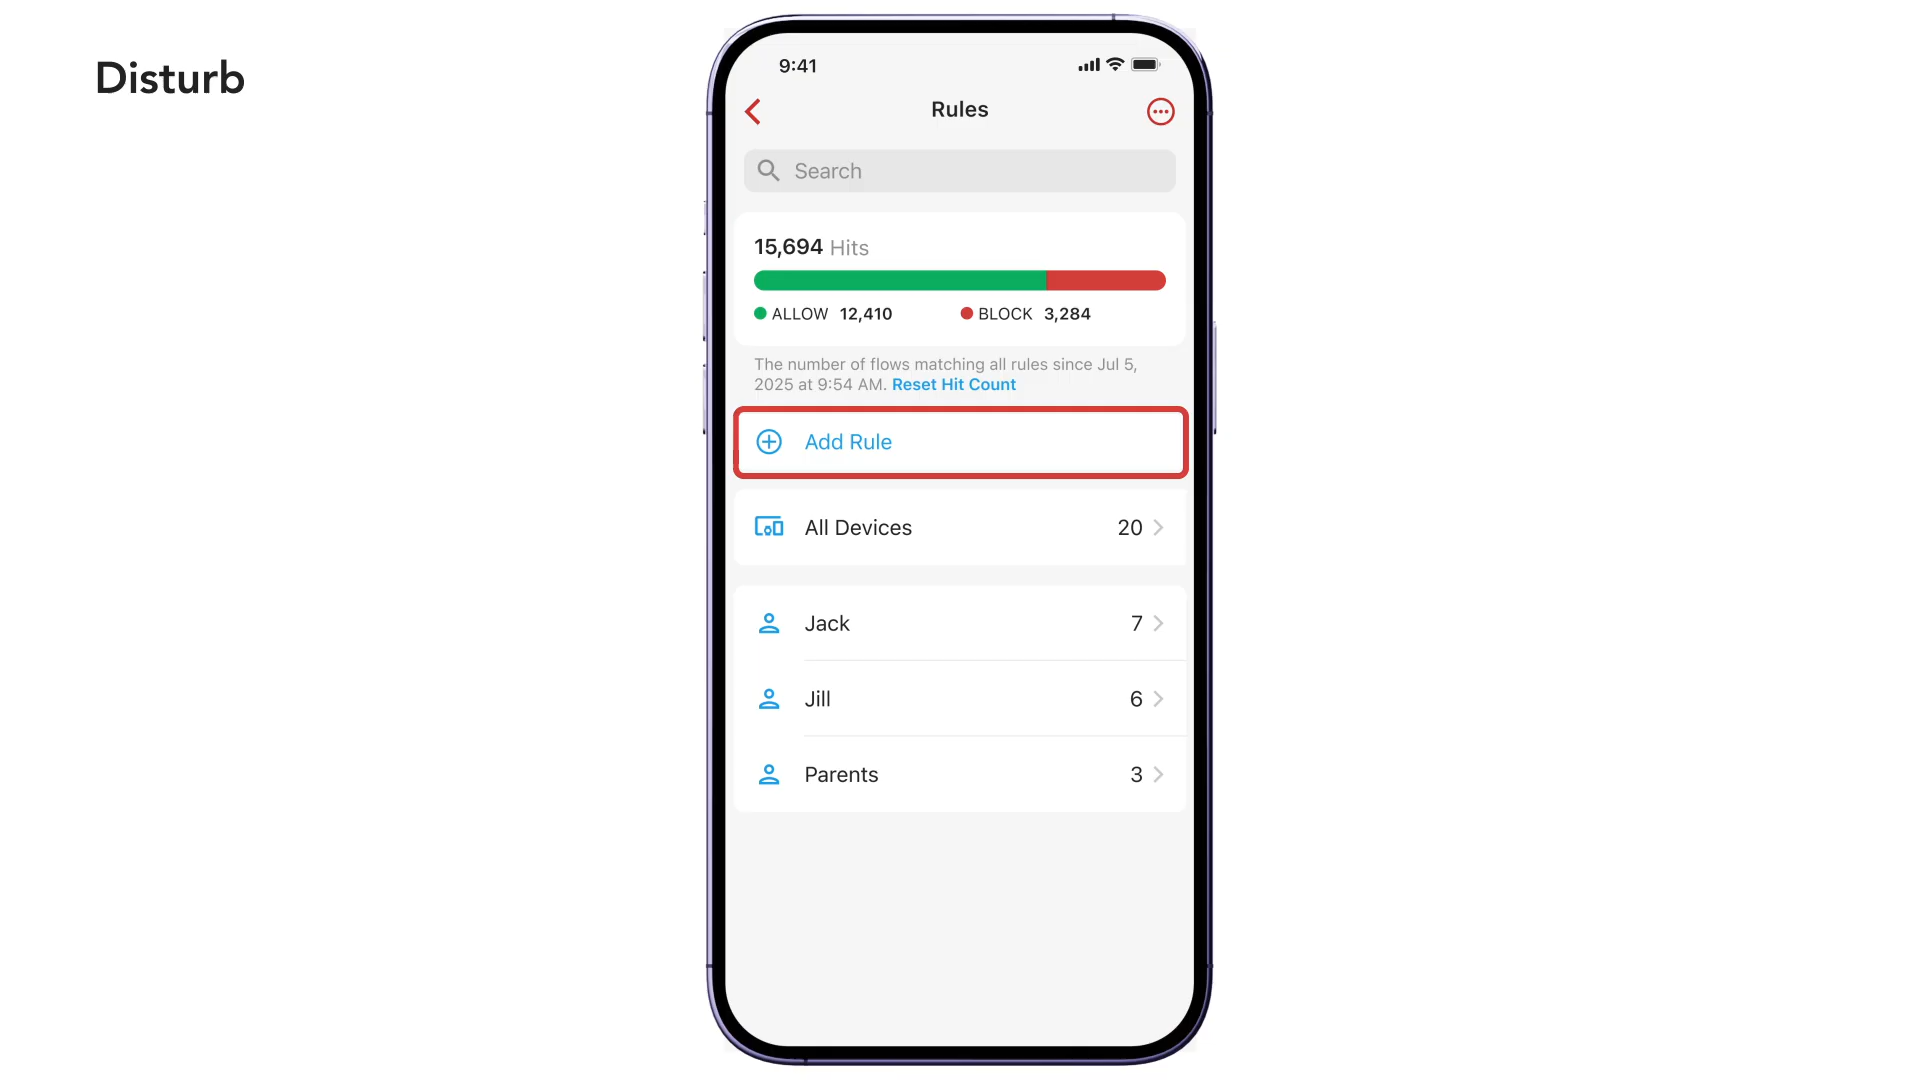 Disturb
9:41
Rules
Search
15,694 Hits
ALLOW 12,410 BLOCK 3,284
The number of flows matching all rules since Jul 5,
2025 at 9:54 AM. Reset Hit Count
Add Rule
All Devices 20
Jack 7
Jill 6
Parents 3